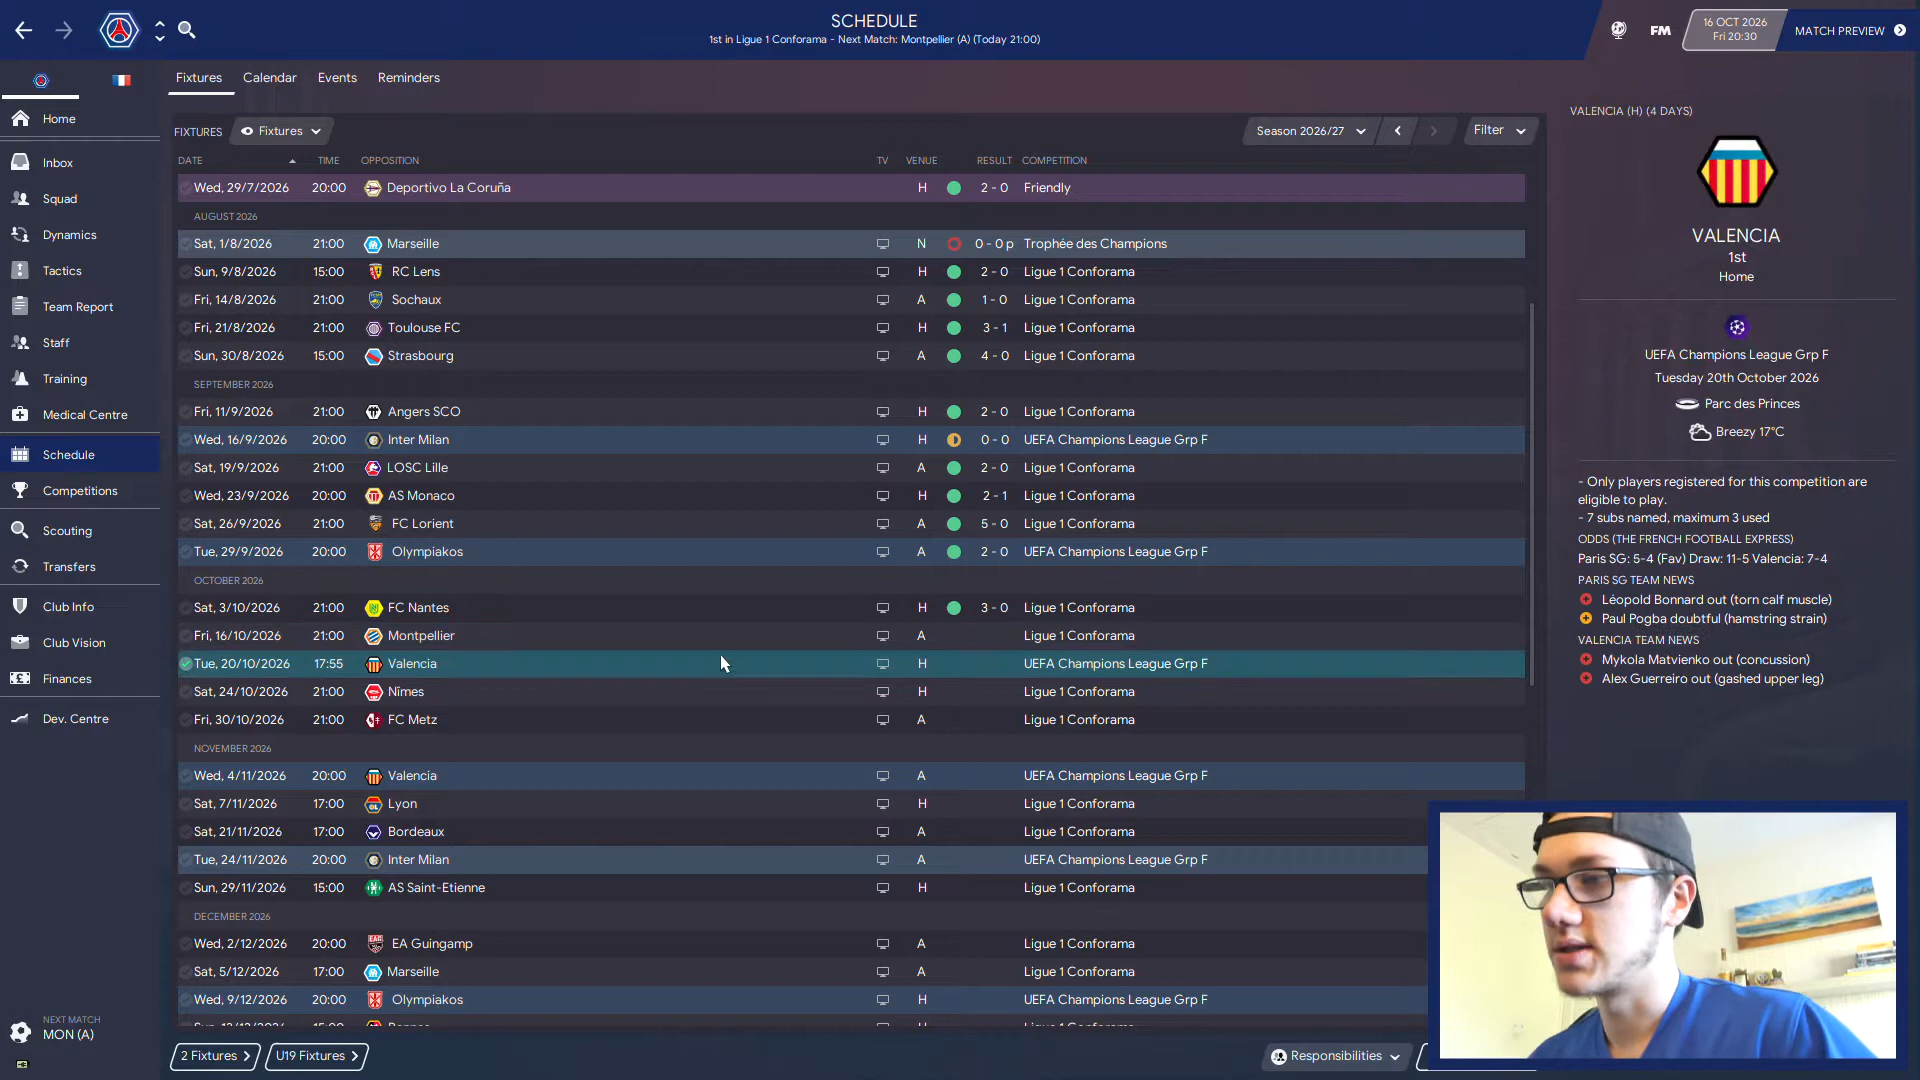 SCHEDULE
1st in Ligue 1 Conforama - Next Match: Montpellier (A) (Today 21:00)
FM
16 OCT 2026
Fri 20:30
MATCH PREVIEW
Fixtures Calendar Events Reminders
Home
Inbox
Squad
Dynamics
Tactics
Team Report
Staff
Training
Medical Centre
Schedule
Competitions
Scouting
Transfers
Club Info
Club Vision
Finances
Dev. Centre
NEXT MATCH
MON (A)
FIXTURES Fixtures Season 2026/27 Filter
DATE TIME OPPOSITION TV VENUE RESULT COMPETITION
Wed, 29/7/2026 20:00 Deportivo La Coruña H 2 - 0 Friendly
AUGUST 2026
Sat, 1/8/2026 21:00 Marseille N 0 - 0 p Trophée des Champions
Sun, 9/8/2026 15:00 RC Lens H 2 - 0 Ligue 1 Conforama
Fri, 14/8/2026 21:00 Sochaux A 1 - 0 Ligue 1 Conforama
Fri, 21/8/2026 21:00 Toulouse FC H 3 - 1 Ligue 1 Conforama
Sun, 30/8/2026 15:00 Strasbourg A 4 - 0 Ligue 1 Conforama
SEPTEMBER 2026
Fri, 11/9/2026 21:00 Angers SCO H 2 - 0 Ligue 1 Conforama
Wed, 16/9/2026 20:00 Inter Milan H 0 - 0 UEFA Champions League Grp F
Sat, 19/9/2026 21:00 LOSC Lille A 2 - 0 Ligue 1 Conforama
Wed, 23/9/2026 20:00 AS Monaco H 2 - 1 Ligue 1 Conforama
Sat, 26/9/2026 21:00 FC Lorient A 5 - 0 Ligue 1 Conforama
Tue, 29/9/2026 20:00 Olympiakos A 2 - 0 UEFA Champions League Grp F
OCTOBER 2026
Sat, 3/10/2026 21:00 FC Nantes H 3 - 0 Ligue 1 Conforama
Fri, 16/10/2026 21:00 Montpellier A Ligue 1 Conforama
Tue, 20/10/2026 17:55 Valencia H UEFA Champions League Grp F
Sat, 24/10/2026 21:00 Nîmes H Ligue 1 Conforama
Fri, 30/10/2026 21:00 FC Metz A Ligue 1 Conforama
NOVEMBER 2026
Wed, 4/11/2026 20:00 Valencia A UEFA Champions League Grp F
Sat, 7/11/2026 17:00 Lyon H Ligue 1 Conforama
Sat, 21/11/2026 17:00 Bordeaux A Ligue 1 Conforama
Tue, 24/11/2026 20:00 Inter Milan A UEFA Champions League Grp F
Sun, 29/11/2026 15:00 AS Saint-Etienne H Ligue 1 Conforama
DECEMBER 2026
Wed, 2/12/2026 20:00 EA Guingamp A Ligue 1 Conforama
Sat, 5/12/2026 17:00 Marseille A Ligue 1 Conforama
Wed, 9/12/2026 20:00 Olympiakos H UEFA Champions League Grp F
2 Fixtures U19 Fixtures Responsibilities
VALENCIA (H) (4 DAYS)
VALENCIA
1st
Home
UEFA Champions League Grp F
Tuesday 20th October 2026
Parc des Princes
Breezy 17°C
- Only players registered for this competition are
eligible to play.
- 7 subs named, maximum 3 used
ODDS (THE FRENCH FOOTBALL EXPRESS)
Paris SG: 5-4 (Fav) Draw: 11-5 Valencia: 7-4
PARIS SG TEAM NEWS
Léopold Bonnard out (torn calf muscle)
Paul Pogba doubtful (hamstring strain)
VALENCIA TEAM NEWS
Mykola Matvienko out (concussion)
Alex Guerreiro out (gashed upper leg)